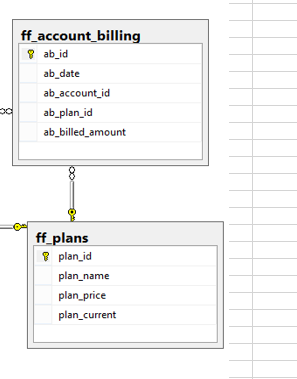 ff_account_billing
ab_id
ab_date
ab_account_id
ab_plan_id
ab_billed_amount
ff_plans
plan_id
plan_name
plan_price
plan_current